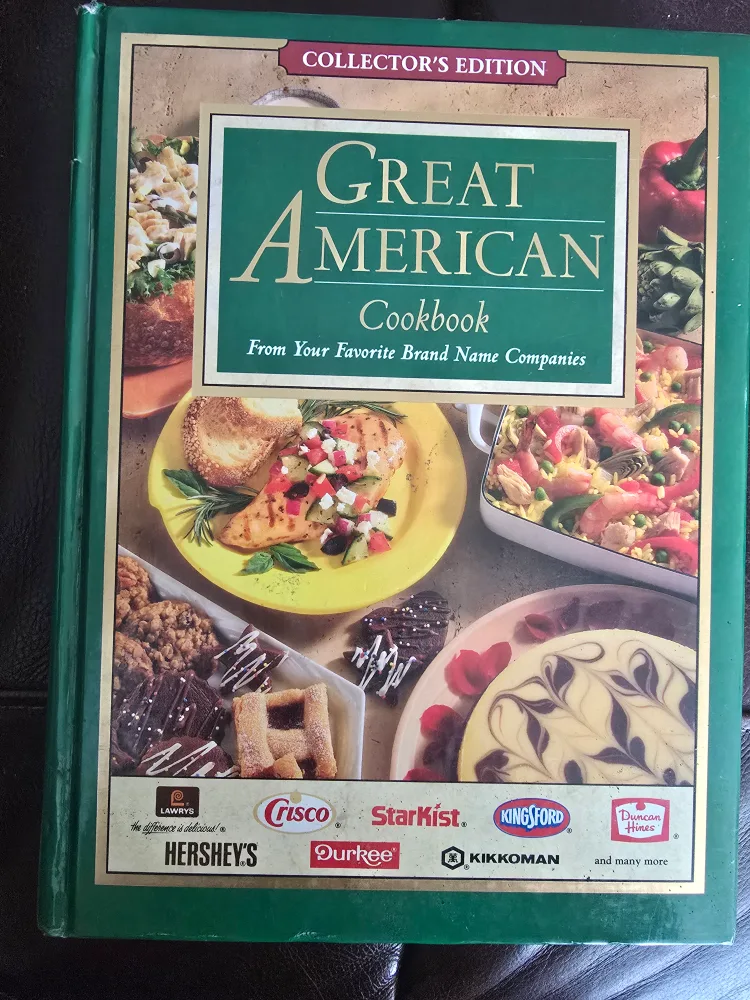 COLLECTOR'S EDITION
GREAT
AMERICAN
Cookbook
From Your Favorite Brand Name Companies
LAWRYS
the difference is delicious! ®
Crisco ®
StarKist ®
KINGSFORD ®
Duncan
Hines ®
HERSHEY'S ®
Durkee ®
KIKKOMAN ®
and many more